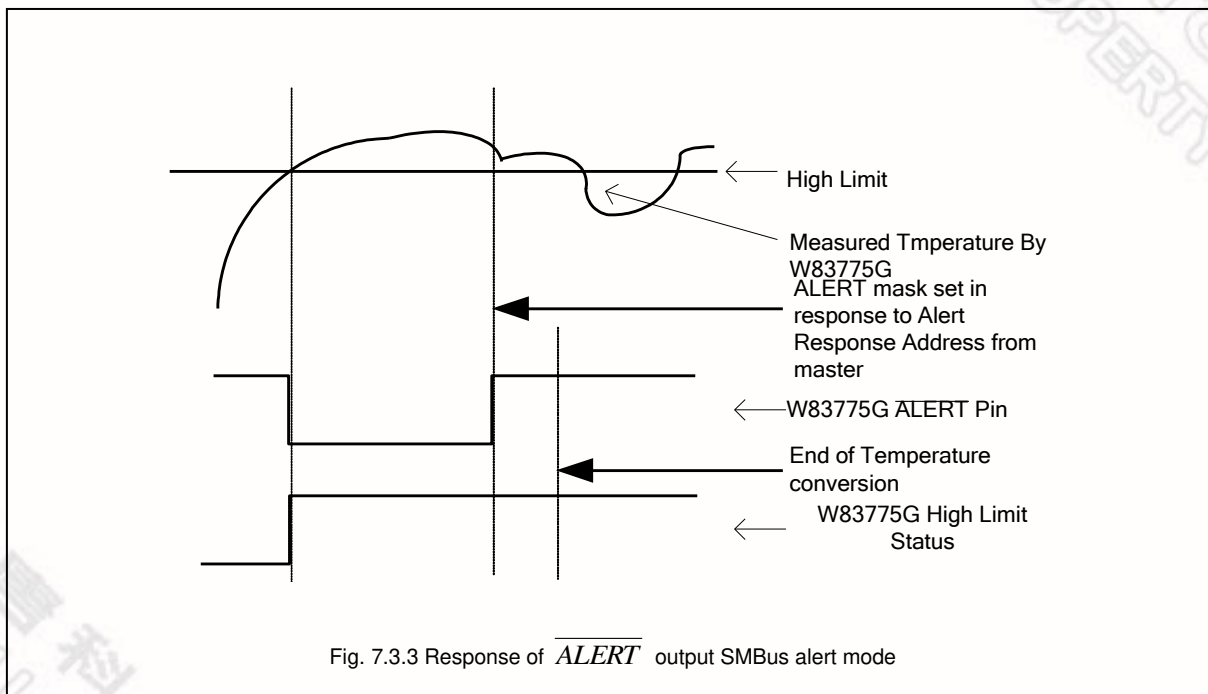 High Limit
Measured Tmperature By
W83775G
ALERT mask set in
response to Alert
Response Address from
master
W83775G ALERT Pin
End of Temperature
conversion
W83775G High Limit
Status
Fig. 7.3.3 Response of ALERT output SMBus alert mode